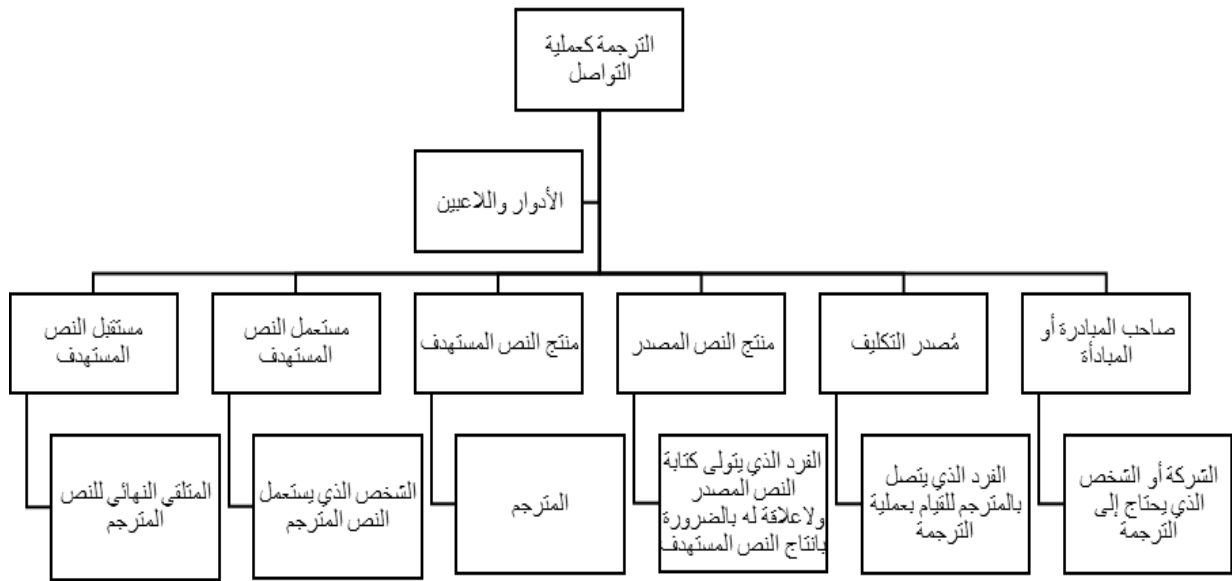 الترجمة كعملية
التواصل
الأدوار واللاعبين
صاحب المبادرة أو
المبادأة
مُصدر التكليف
منتج النص المصدر
منتج النص المستهدف
مستعمل النص
المستهدف
مستقبل النص
المستهدف
الشركة أو الشخص
الذي يحتاج إلى
الترجمة
الفرد الذي يتصل
بالمترجم للقيام بعملية
الترجمة
الفرد الذي يتولى كتابة
النص المصدر
ولاعلاقة له بالضرورة
بانتاج النص المستهدف
المترجم
الشخص الذي يستعمل
النص المترجم
المتلقي النهائي للنص
المترجم